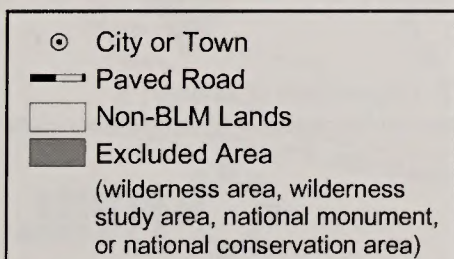 City or Town
Paved Road
Non-BLM Lands
Excluded Area
(wilderness area, wilderness
study area, national monument,
or national conservation area)